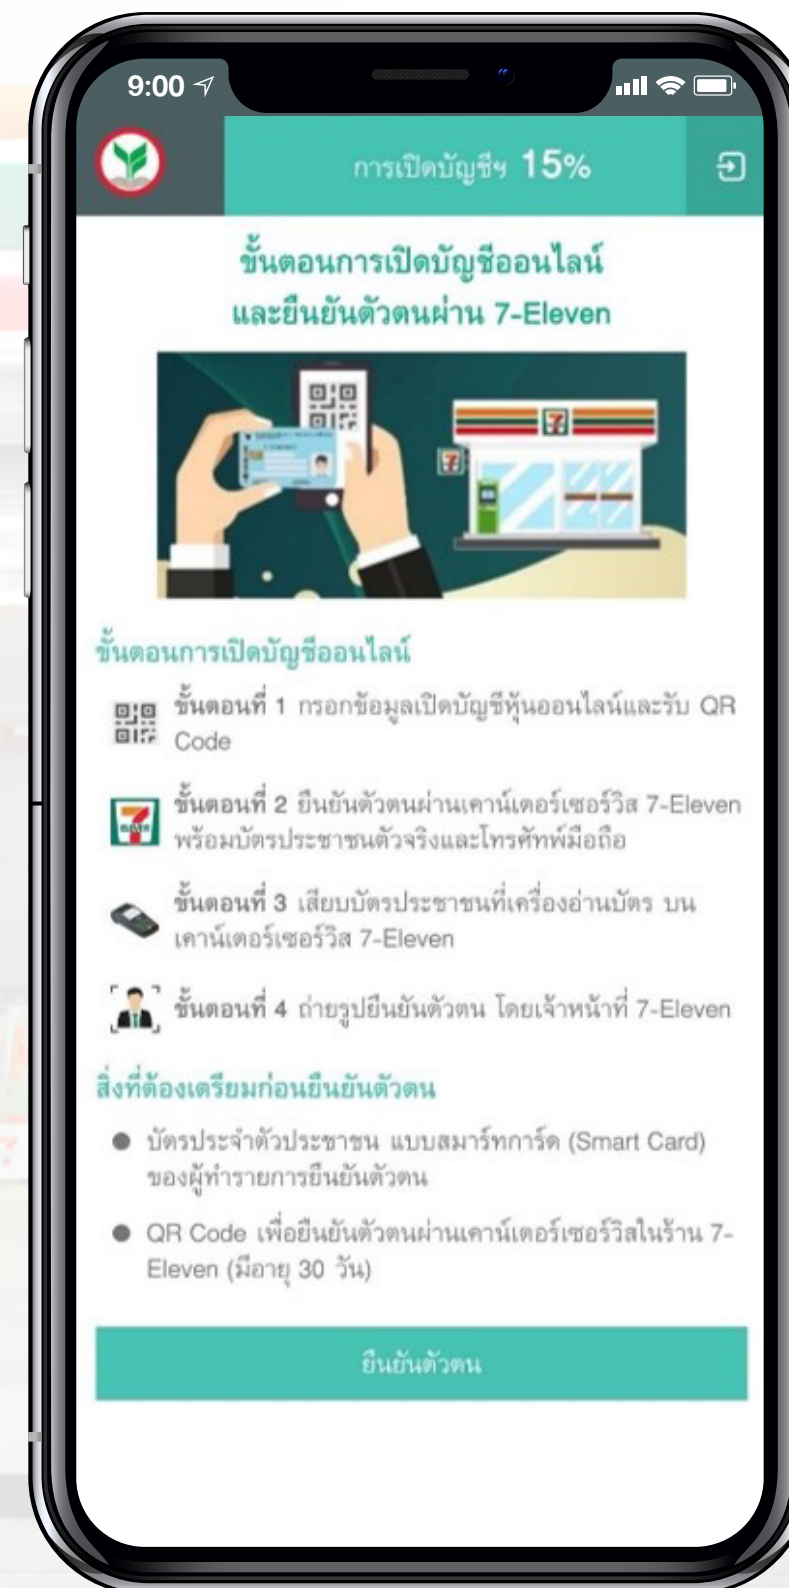 9:00
การเปิดบัญชีฯ 15%
ขั้นตอนการเปิดบัญชีออนไลน์
และยืนยันตัวตนผ่าน 7-Eleven
7
7
ขั้นตอนการเปิดบัญชีออนไลน์
ขั้นตอนที่ 1 กรอกข้อมูลเปิดบัญชีหุ้นออนไลน์และรับ QR
Code
ขั้นตอนที่ 2 ยืนยันตัวตนผ่านเคาน์เตอร์เซอร์วิส 7-Eleven
พร้อมบัตรประชาชนตัวจริงและโทรศัทพ์มือถือ
7
ELEVEN
ขั้นตอนที่ 3 เสียบบัตรประชาชนที่เครื่องอ่านบัตร บน
เคาน์เตอร์เซอร์วิส 7-Eleven
ขั้นตอนที่ 4 ถ่ายรูปยืนยันตัวตน โดยเจ้าหน้าที่ 7-Eleven
สิ่งที่ต้องเตรียมก่อนยืนยันตัวตน
บัตรประจำตัวประชาชน แบบสมาร์ทการ์ด (Smart Card)
ของผู้ทำรายการยืนยันตัวตน
QR Code เพื่อยืนยันตัวตนผ่านเคาน์เตอร์เซอร์วิสในร้าน 7-
Eleven (มีอายุ 30 วัน)
ยืนยันตัวตน